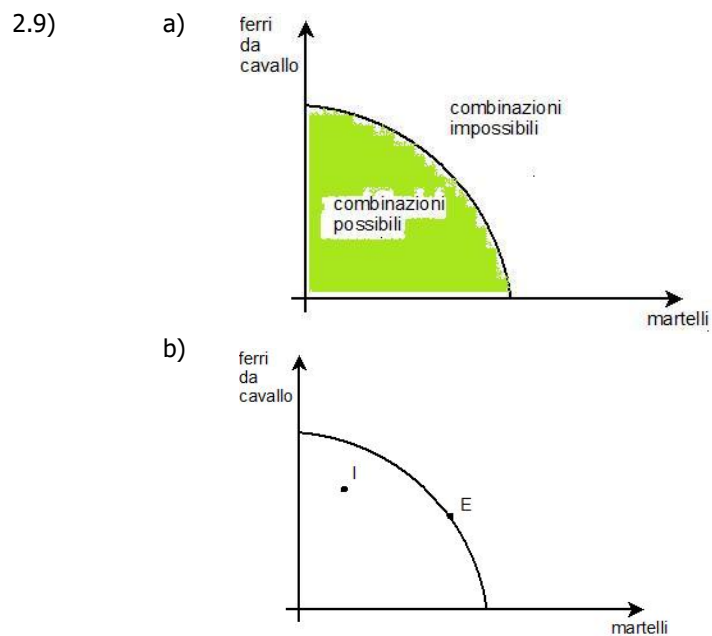 2.9)
a)
ferri
da
cavallo
combinazioni
impossibili
combinazioni
possibili
martelli
b)
ferri
da
cavallo
I
E
martelli